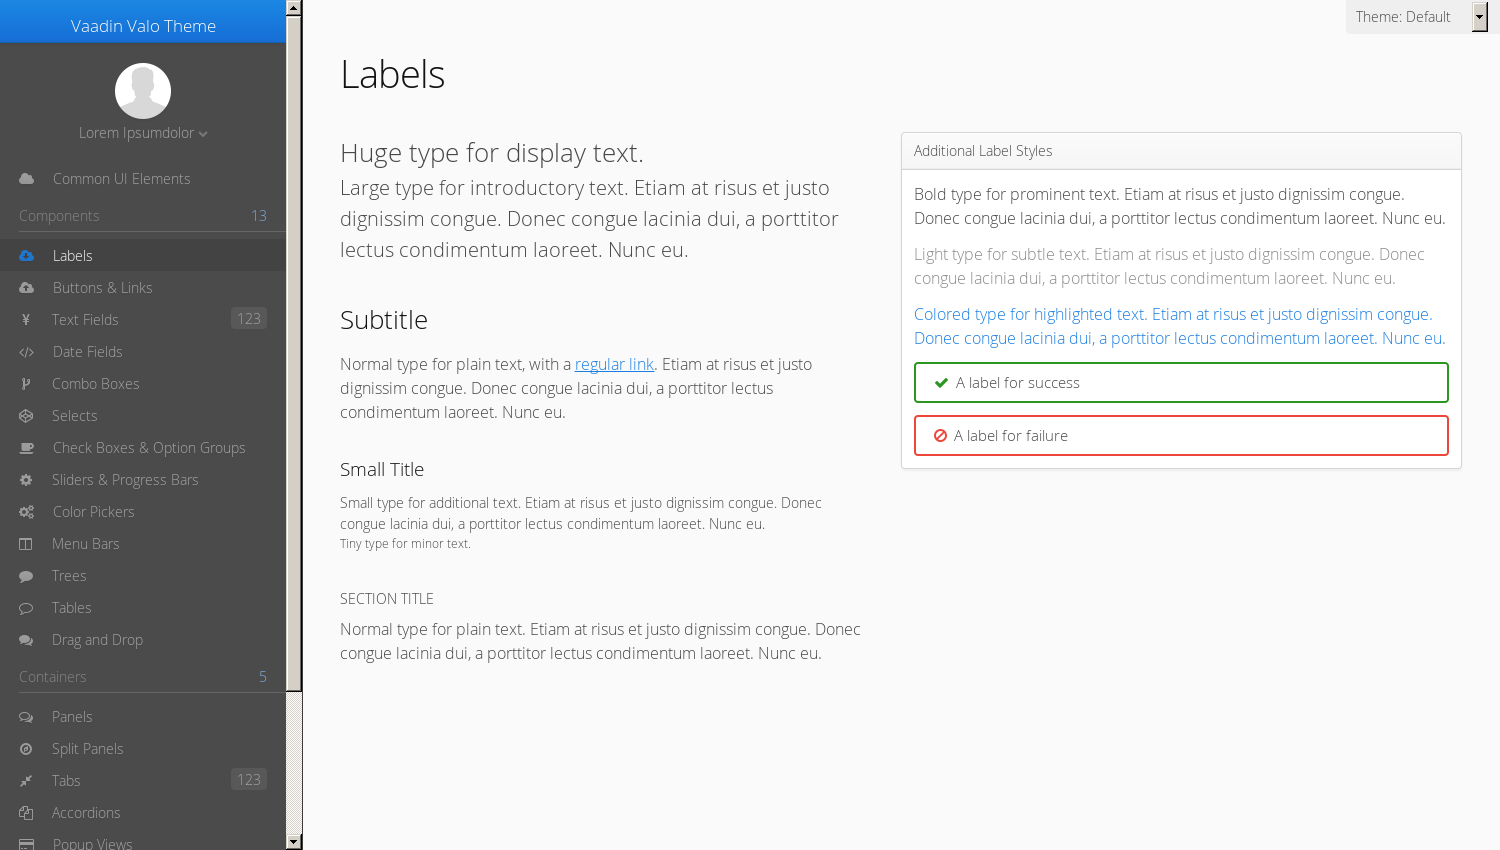 Vaadin Valo Theme
Lorem Ipsumdolor
Common UI Elements
Components 13
Labels
Buttons & Links
Text Fields 123
Date Fields
Combo Boxes
Selects
Check Boxes & Option Groups
Sliders & Progress Bars
Color Pickers
Menu Bars
Trees
Tables
Drag and Drop
Containers 5
Panels
Split Panels
Tabs 123
Accordions
Popup Views
Theme: Default
Labels
Huge type for display text.
Large type for introductory text. Etiam at risus et justo
dignissim congue. Donec congue lacinia dui, a porttitor
lectus condimentum laoreet. Nunc eu.
Subtitle
Normal type for plain text, with a regular link. Etiam at risus et justo
dignissim congue. Donec congue lacinia dui, a porttitor lectus
condimentum laoreet. Nunc eu.
Small Title
Small type for additional text. Etiam at risus et justo dignissim congue. Donec
congue lacinia dui, a porttitor lectus condimentum laoreet. Nunc eu.
Tiny type for minor text.
SECTION TITLE
Normal type for plain text. Etiam at risus et justo dignissim congue. Donec
congue lacinia dui, a porttitor lectus condimentum laoreet. Nunc eu.
Additional Label Styles
Bold type for prominent text. Etiam at risus et justo dignissim congue.
Donec congue lacinia dui, a porttitor lectus condimentum laoreet. Nunc eu.
Light type for subtle text. Etiam at risus et justo dignissim congue. Donec
congue lacinia dui, a porttitor lectus condimentum laoreet. Nunc eu.
Colored type for highlighted text. Etiam at risus et justo dignissim congue.
Donec congue lacinia dui, a porttitor lectus condimentum laoreet. Nunc eu.
A label for success
A label for failure